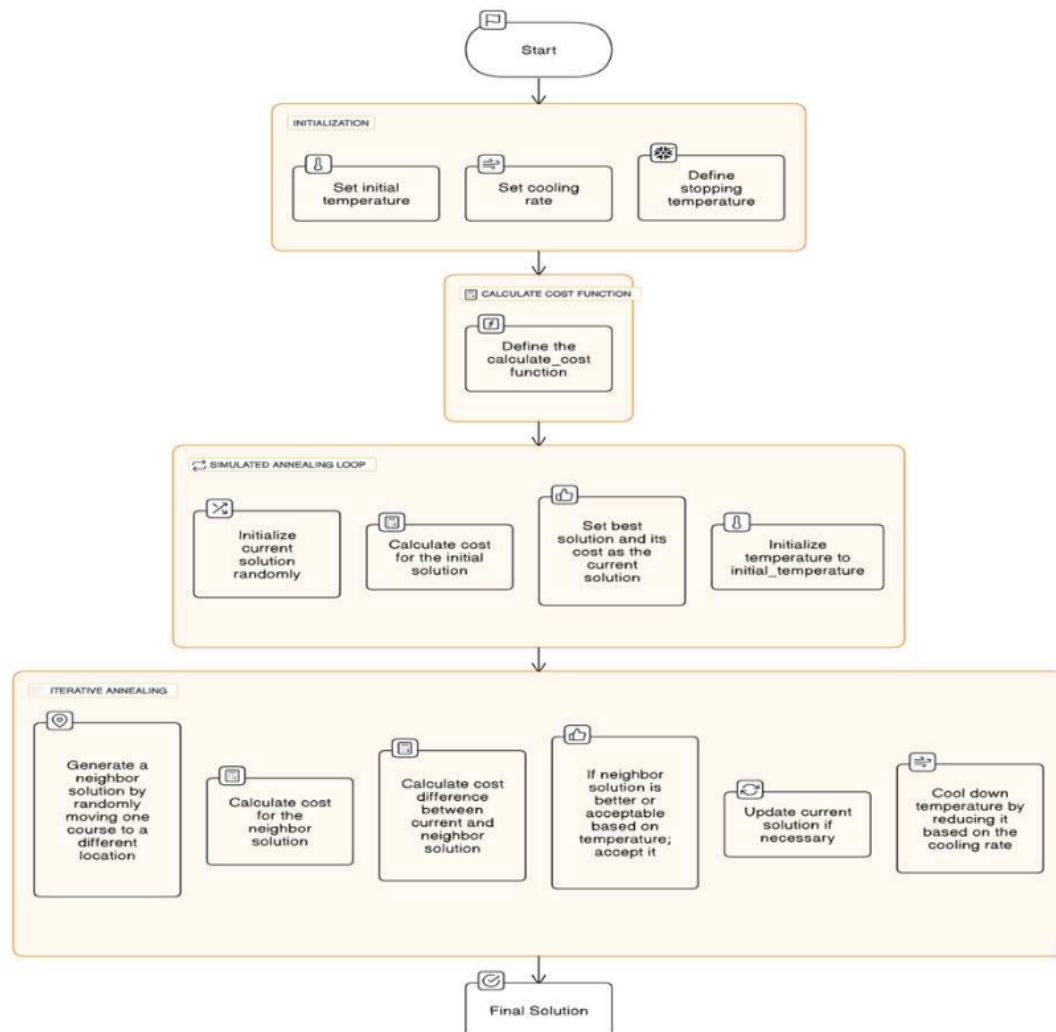 Start
INITIALIZATION
Set initial
temperature
Set cooling
rate
Define
stopping
temperature
CALCULATE COST FUNCTION
Define the
calculate_cost
function
SIMULATED ANNEALING LOOP
Initialize
current
solution
randomly
Calculate cost
for the initial
solution
Set best
solution and its
cost as the
current
solution
Initialize
temperature to
initial_temperature
ITERATIVE ANNEALING
Generate a
neighbor
solution by
randomly
moving one
course to a
different
location
Calculate cost
for the
neighbor
solution
Calculate cost
difference
between
current and
neighbor
solution
If neighbor
solution is
better or
acceptable
based on
temperature;
accept it
Update current
solution if
necessary
Cool down
temperature by
reducing it
based on the
cooling rate
Final Solution